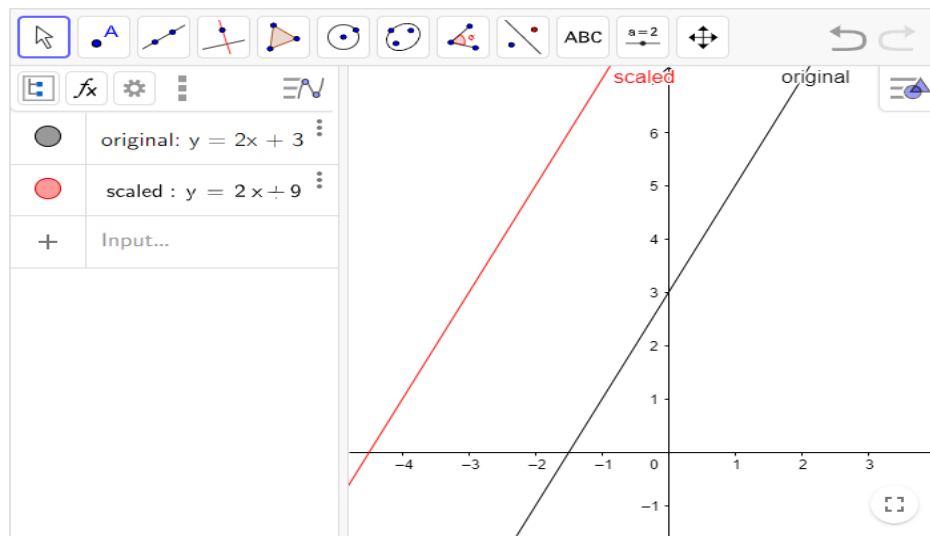 A
ABC
a=2
fx
original: y = 2x + 3
scaled : y = 2x + 9
+ Input...
scaled
original
6
5
4
3
2
1
−4 −3 −2 −1 0 1 2 3
−1